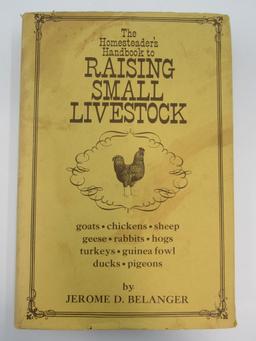 The
Homesteader's
Handbook to
RAISING
SMALL
LIVESTOCK
goats • chickens • sheep
geese • rabbits • hogs
turkeys • guinea fowl
ducks • pigeons
by
JEROME D. BELANGER